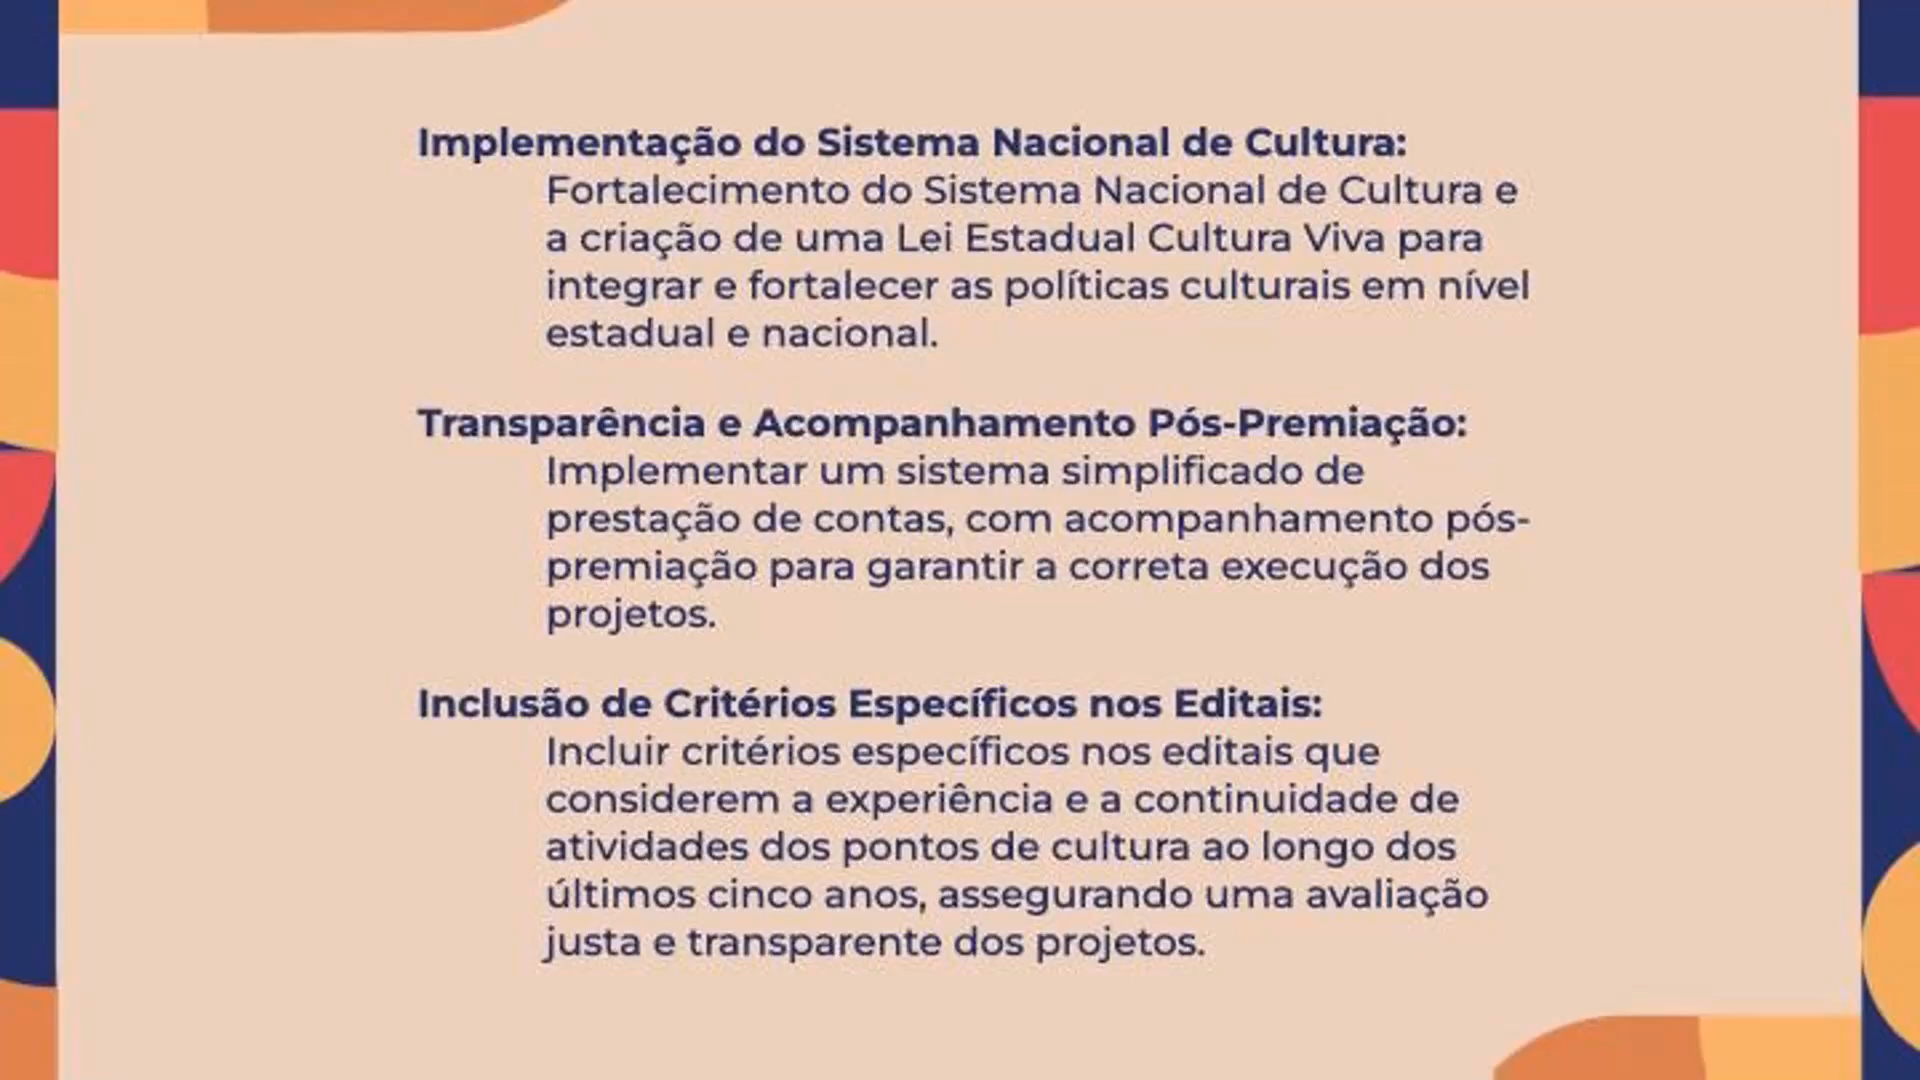 Implementação do Sistema Nacional de Cultura:
Fortalecimento do Sistema Nacional de Cultura e
a criação de uma Lei Estadual Cultura Viva para
integrar e fortalecer as políticas culturais em nível
estadual e nacional.
Transparência e Acompanhamento Pós-Premiação:
Implementar um sistema simplificado de
prestação de contas, com acompanhamento pós-
premiação para garantir a correta execução dos
projetos.
Inclusão de Critérios Específicos nos Editais:
Incluir critérios específicos nos editais que
considerem a experiência e a continuidade de
atividades dos pontos de cultura ao longo dos
últimos cinco anos, assegurando uma avaliação
justa e transparente dos projetos.